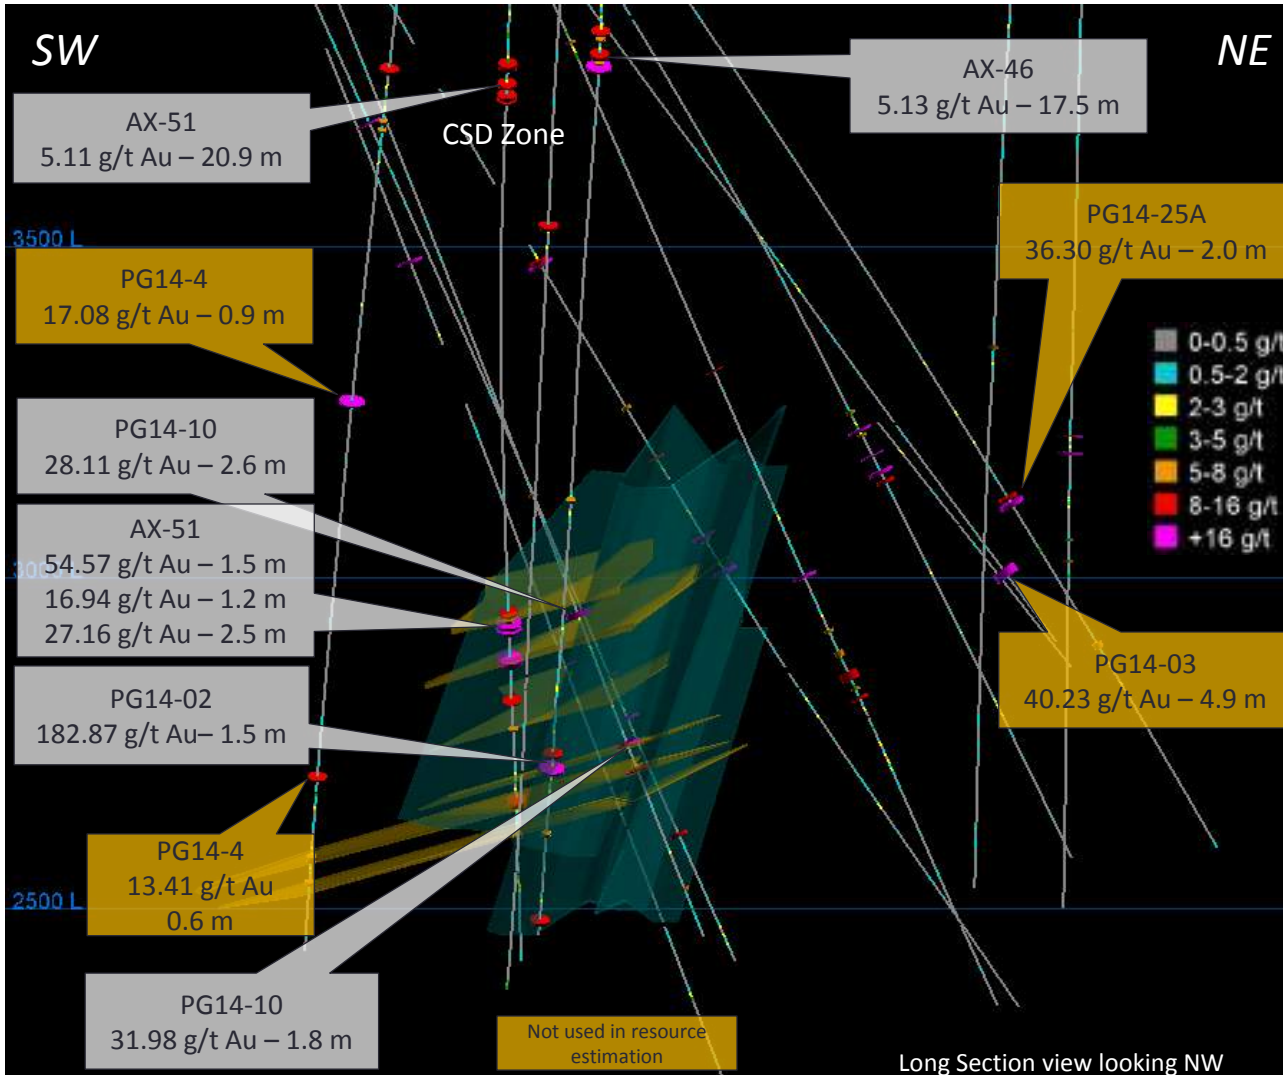 SW
NE
AX-46
5.13 g/t Au – 17.5 m
AX-51
5.11 g/t Au – 20.9 m
CSD Zone
3500 L
PG14-25A
36.30 g/t Au – 2.0 m
PG14-4
17.08 g/t Au – 0.9 m
0-0.5 g/t
0.5-2 g/t
2-3 g/t
3-5 g/t
5-8 g/t
8-16 g/t
+16 g/t
PG14-10
28.11 g/t Au – 2.6 m
AX-51
54.57 g/t Au – 1.5 m
16.94 g/t Au – 1.2 m
27.16 g/t Au – 2.5 m
3000 L
PG14-03
40.23 g/t Au – 4.9 m
PG14-02
182.87 g/t Au– 1.5 m
PG14-4
13.41 g/t Au
0.6 m
2500 L
PG14-10
31.98 g/t Au – 1.8 m
Not used in resource
estimation
Long Section view looking NW